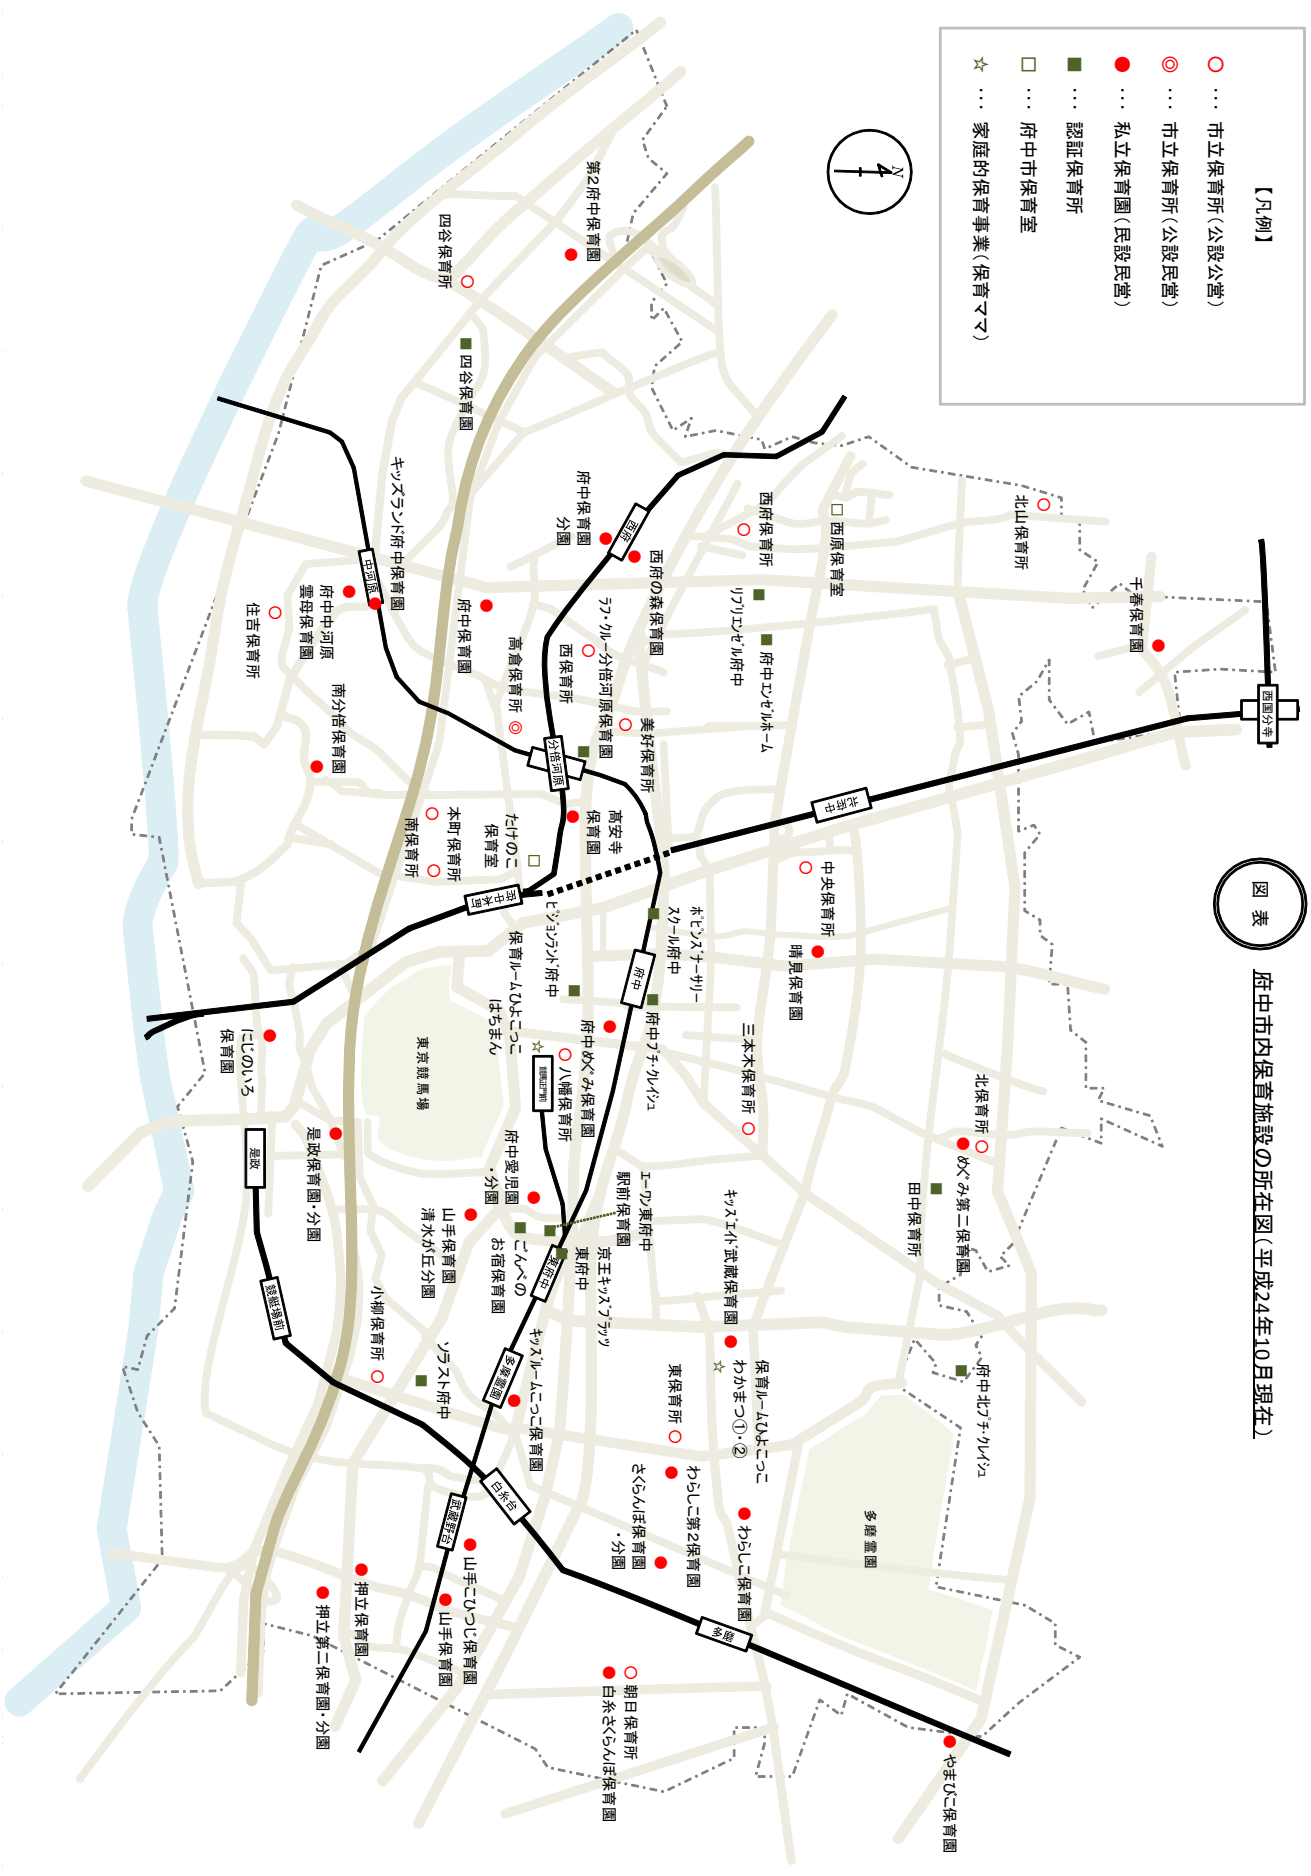 図表
府中市内保育施設の所在図(平成24年10月現在)
【凡例】
○ ･･･ 市立保育所(公設公営)
◎ ･･･ 市立保育所(公設民営)
● ･･･ 私立保育園(民設民営)
■ ･･･ 認証保育所
□ ･･･ 府中市保育室
☆ ･･･ 家庭的保育事業(保育ママ)
N
西国分寺
千春保育園
北山保育所
西原保育室
西府保育所
リブリエンゼル府中
府中エンゼルホーム
第2府中保育園
四谷保育所
四谷保育園
西府
府中保育園
分園
西府の森保育園
キッズランド府中保育園
中河原
府中中河原
雲母保育園
住吉保育所
府中保育園
高倉保育所
西保育所
ラフ・クルー分倍河原保育園
美好保育所
南分倍保育園
分倍河原
北府中
高安寺
保育園
たけのこ
保育室
本町保育所
南保育所
府中本町
中央保育所
晴見保育園
ポピンズナーサリー
スクール府中
府中
ピジョンランド府中
保育ルームひよこっこ
はちまん
府中プチ・クレイシュ
府中めぐみ保育園
八幡保育所
競馬正門前
三本木保育所
北保育所
めぐみ第二保育園
田中保育所
東京競馬場
にじのいろ
保育園
是政
是政保育園・分園
府中愛児園
・分園
山手保育園
清水が丘分園
ごんべの
お宿保育園
エーワン東府中
駅前保育園
京王キッズプラッツ
東府中
東府中
キッズエイド武蔵保育園
保育ルームひよこっこ
わかまつ①・②
府中北プチ・クレイシュ
競艇場前
小柳保育所
ソラスト府中
多磨霊園
キッズルームこっこ保育園
東保育所
わらしこ第2保育園
さくらんぼ保育園
・分園
わらしこ保育園
多磨霊園
白糸台
武蔵野台
山手こひつじ保育園
山手保育園
押立保育園
押立第二保育園・分園
多磨
朝日保育所
白糸さくらんぼ保育園
やまびこ保育園